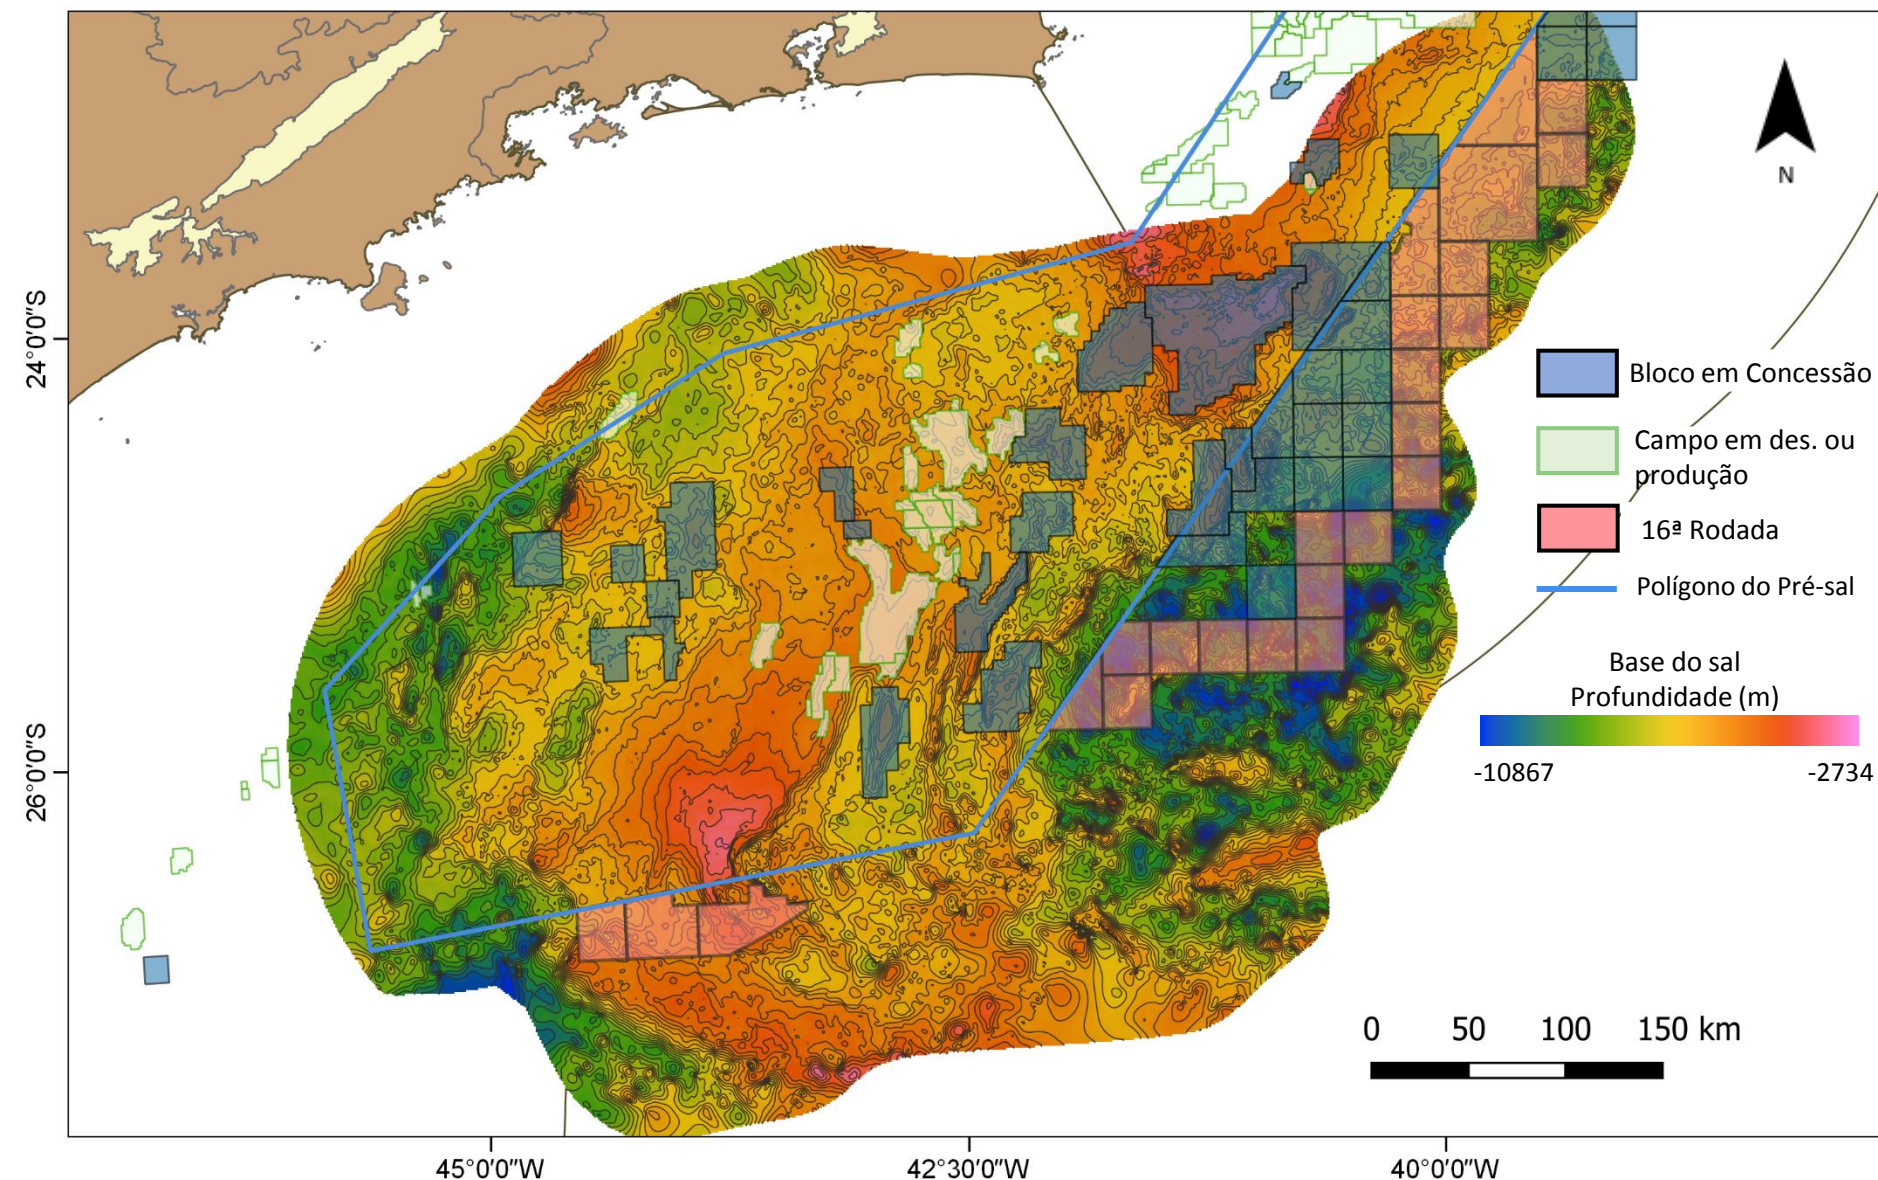 N
24°0'0"S
26°0'0"S
Bloco em Concessão
Campo em des. ou
produção
16ª Rodada
Polígono do Pré-sal
Base do sal
Profundidade (m)
-10867
-2734
0 50 100 150 km
45°0'0"W
42°30'0"W
40°0'0"W